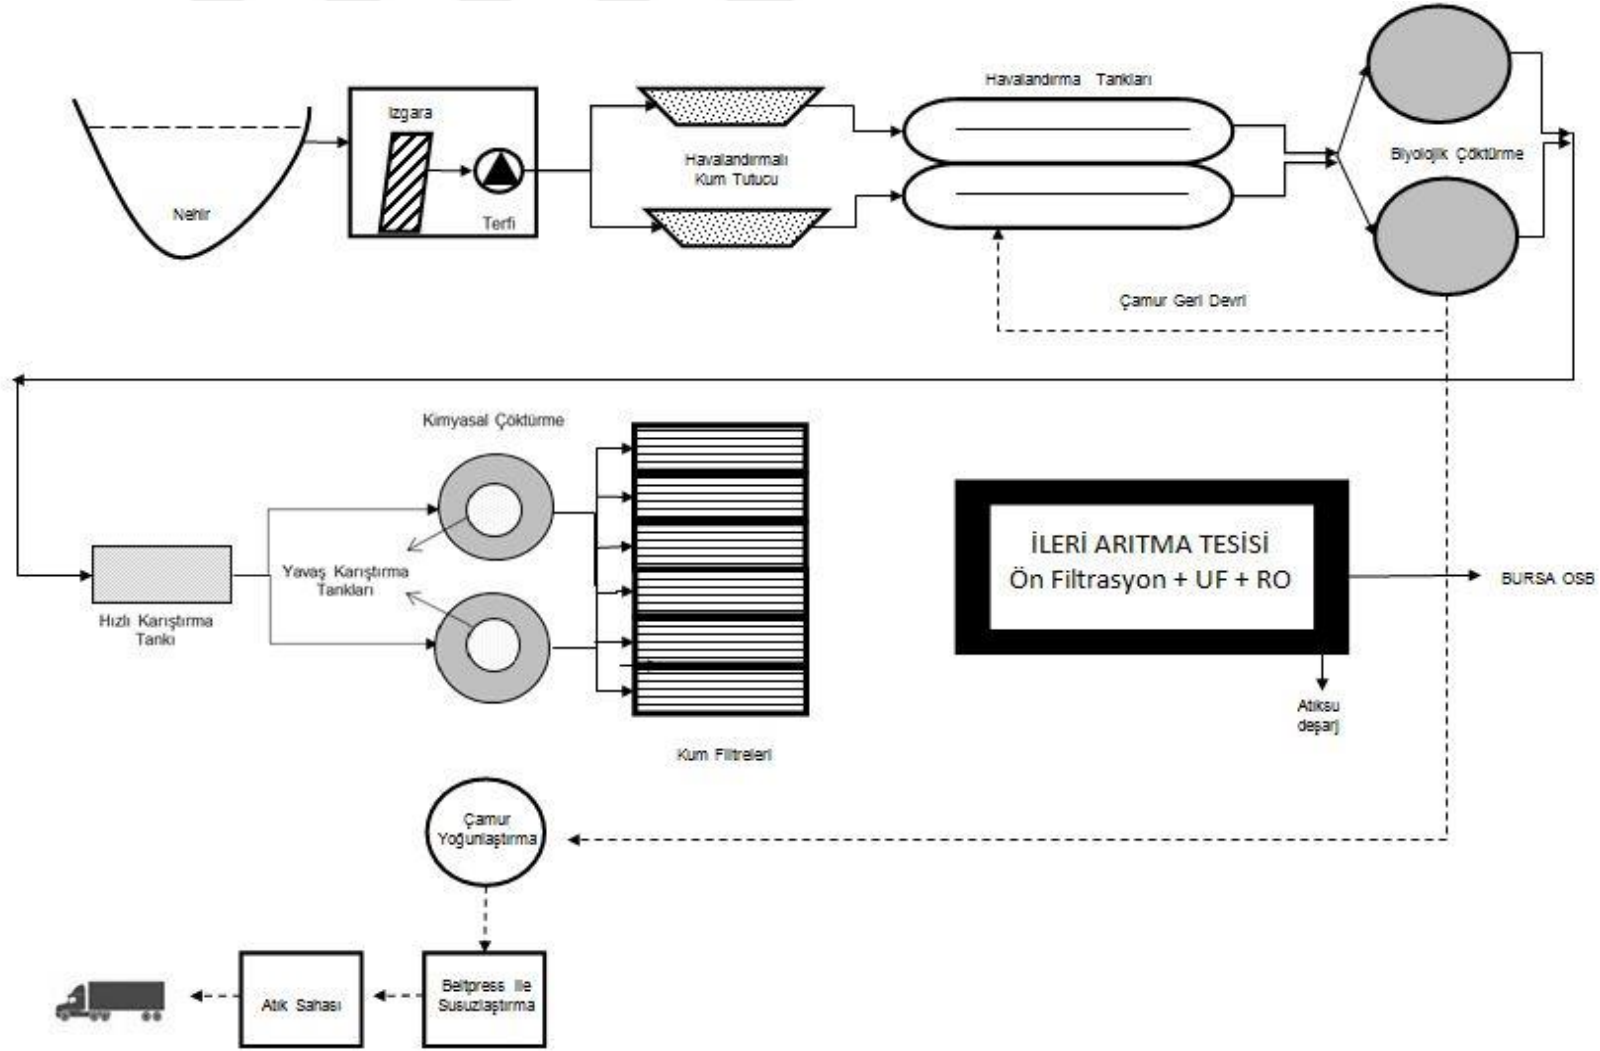 Havalandırma Tankları
Izgara
Havalandırmalı
Kum Tutucu
Biyolojik Çöktürme
Nehir
Terfi
Çamur Geri Devri
Kimyasal Çöktürme
İLERİ ARITMA TESİSİ
Ön Filtrasyon + UF + RO
BURSA OSB
Yavaş Karıştırma
Tankları
Hızlı Karıştırma
Tankı
Atıksu
deşarj
Kum Filtreleri
Çamur
Yoğunlaştırma
Beltpress ile
Susuzlaştırma
Atık Sahası